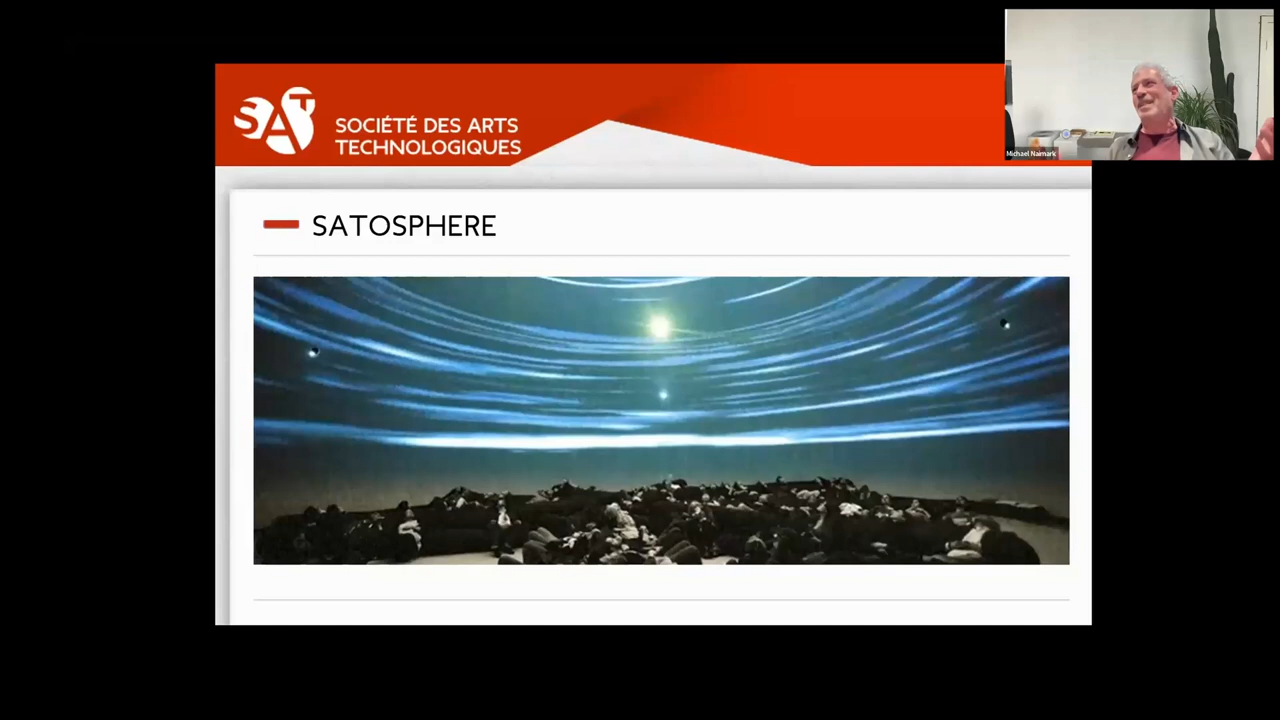 SAT
SOCIÉTÉ DES ARTS
TECHNOLOGIQUES
Michael Naimark
SATOSPHERE